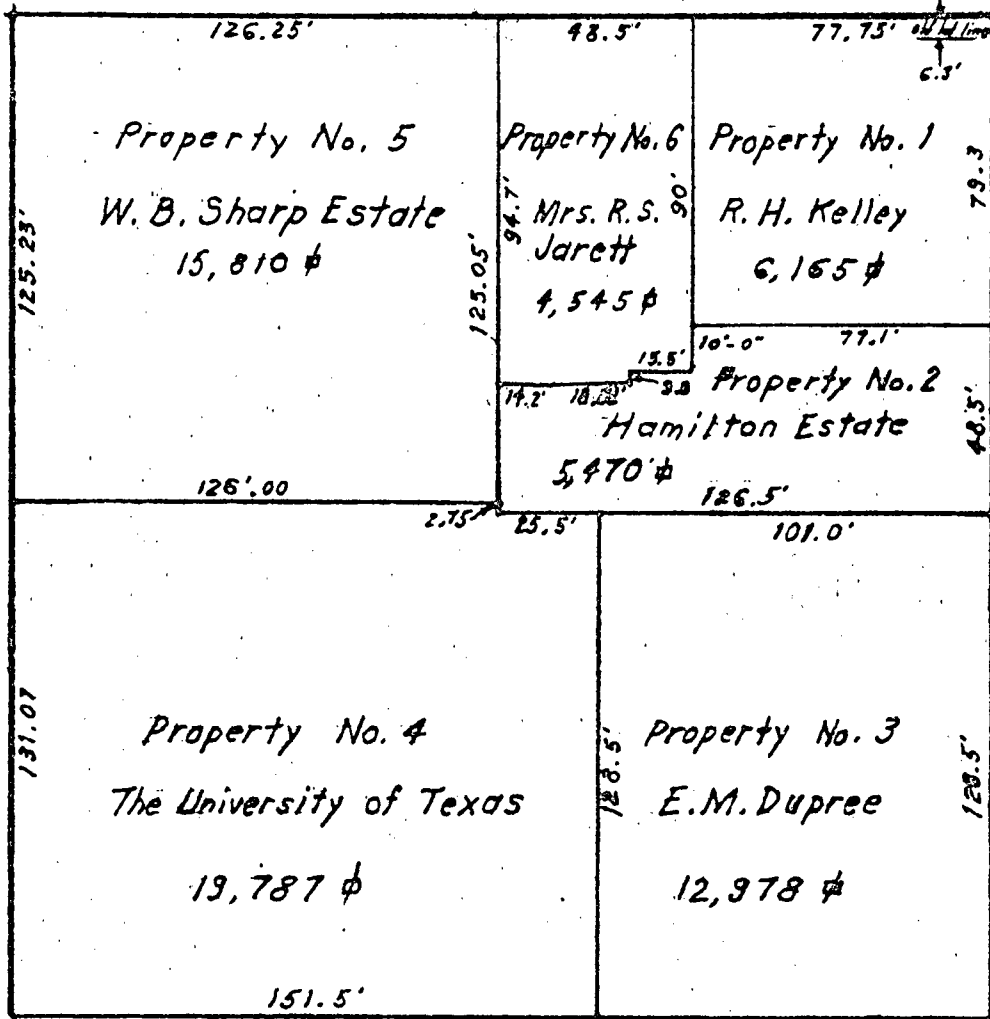 126.25'
48.5'
77.75'
old bd line
6.3'
Property No. 5
W. B. Sharp Estate
15,810 ⌽
125.23'
125.05'
126'.00
Property No. 6
Mrs. R. S.
Jarett
4,545 ⌽
94.7'
90'
15.5'
14.2'
Property No. 1
R. H. Kelley
6,165 ⌽
79.3
77.1'
10'-0"
Property No. 2
Hamilton Estate
5,470 ⌽
48.5'
126.5'
2.75'
25.5'
101.0'
Property No. 4
The University of Texas
19,787 ⌽
131.07
151.5'
Property No. 3
E. M. Dupree
12,978 ⌽
128.5'
128.5'